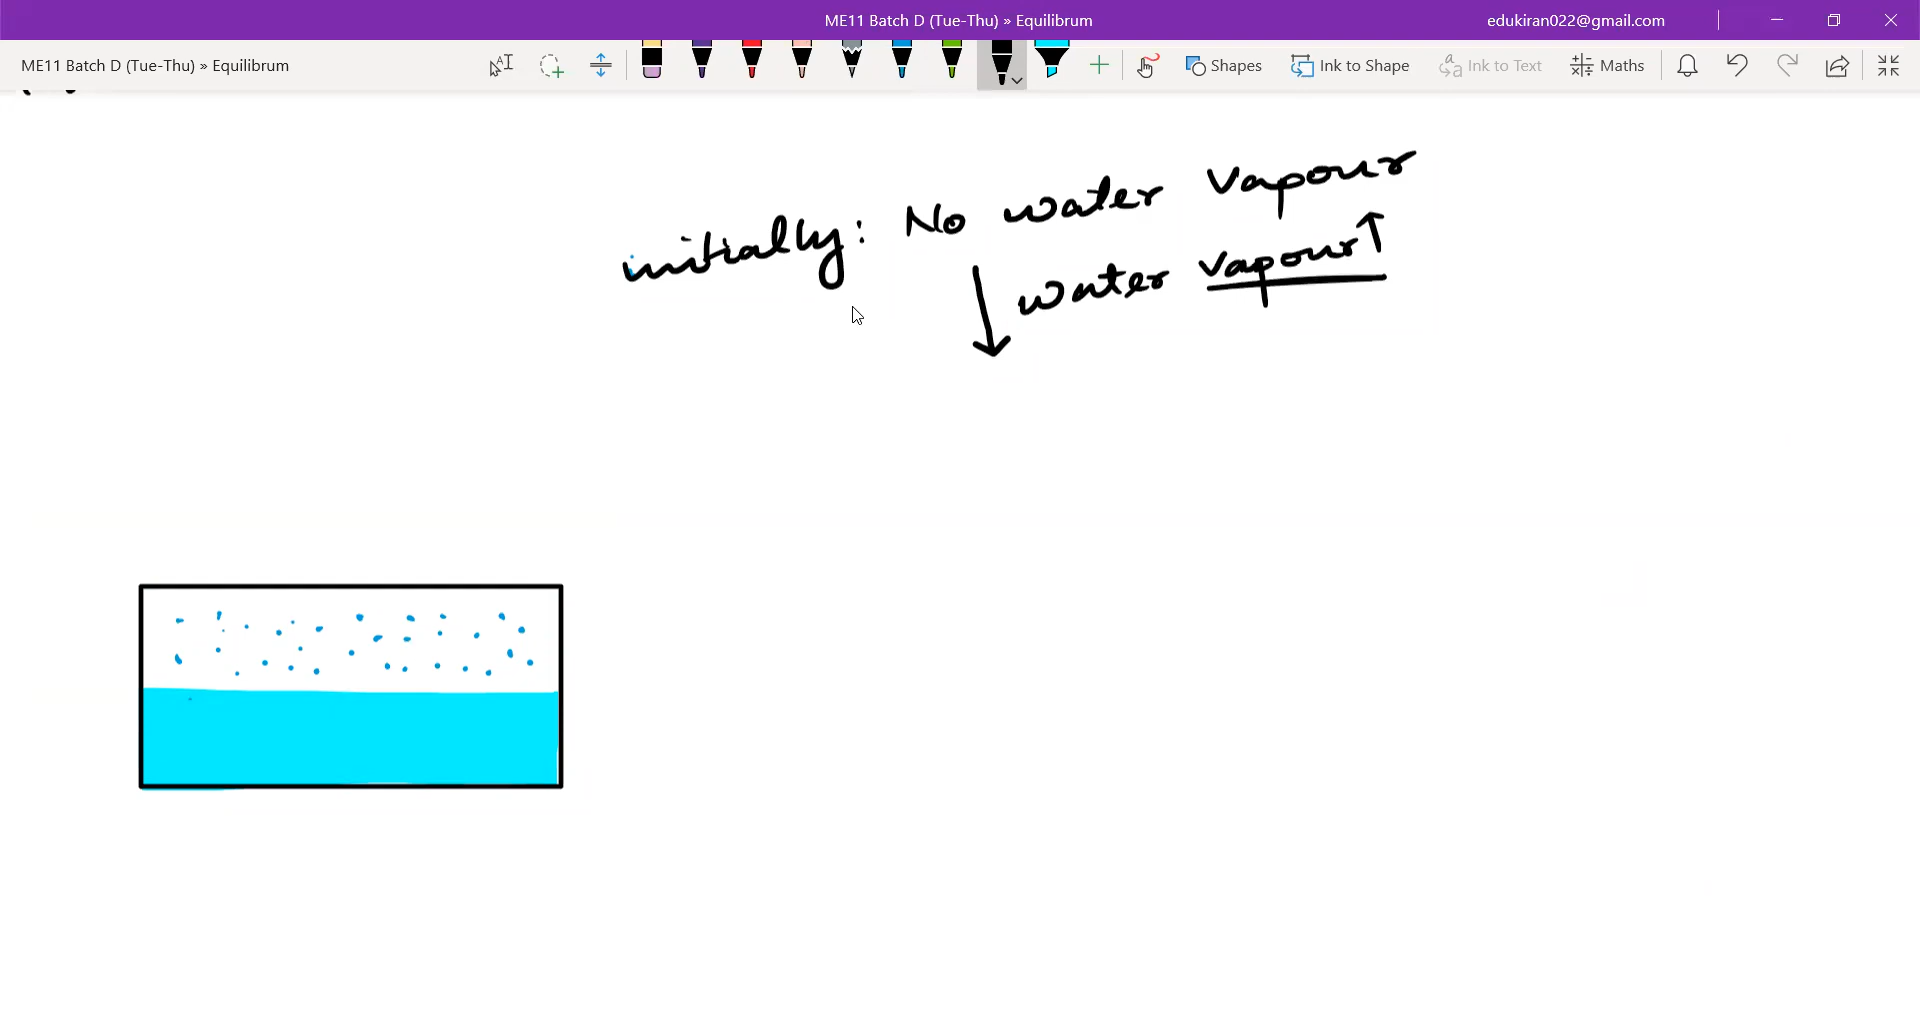 ME11 Batch D (Tue-Thu) » Equilibrum
edukiran022@gmail.com
ME11 Batch D (Tue-Thu) » Equilibrum
Shapes
Ink to Shape
Ink to Text
Maths
initially: No water vapour
↓ water vapour↑